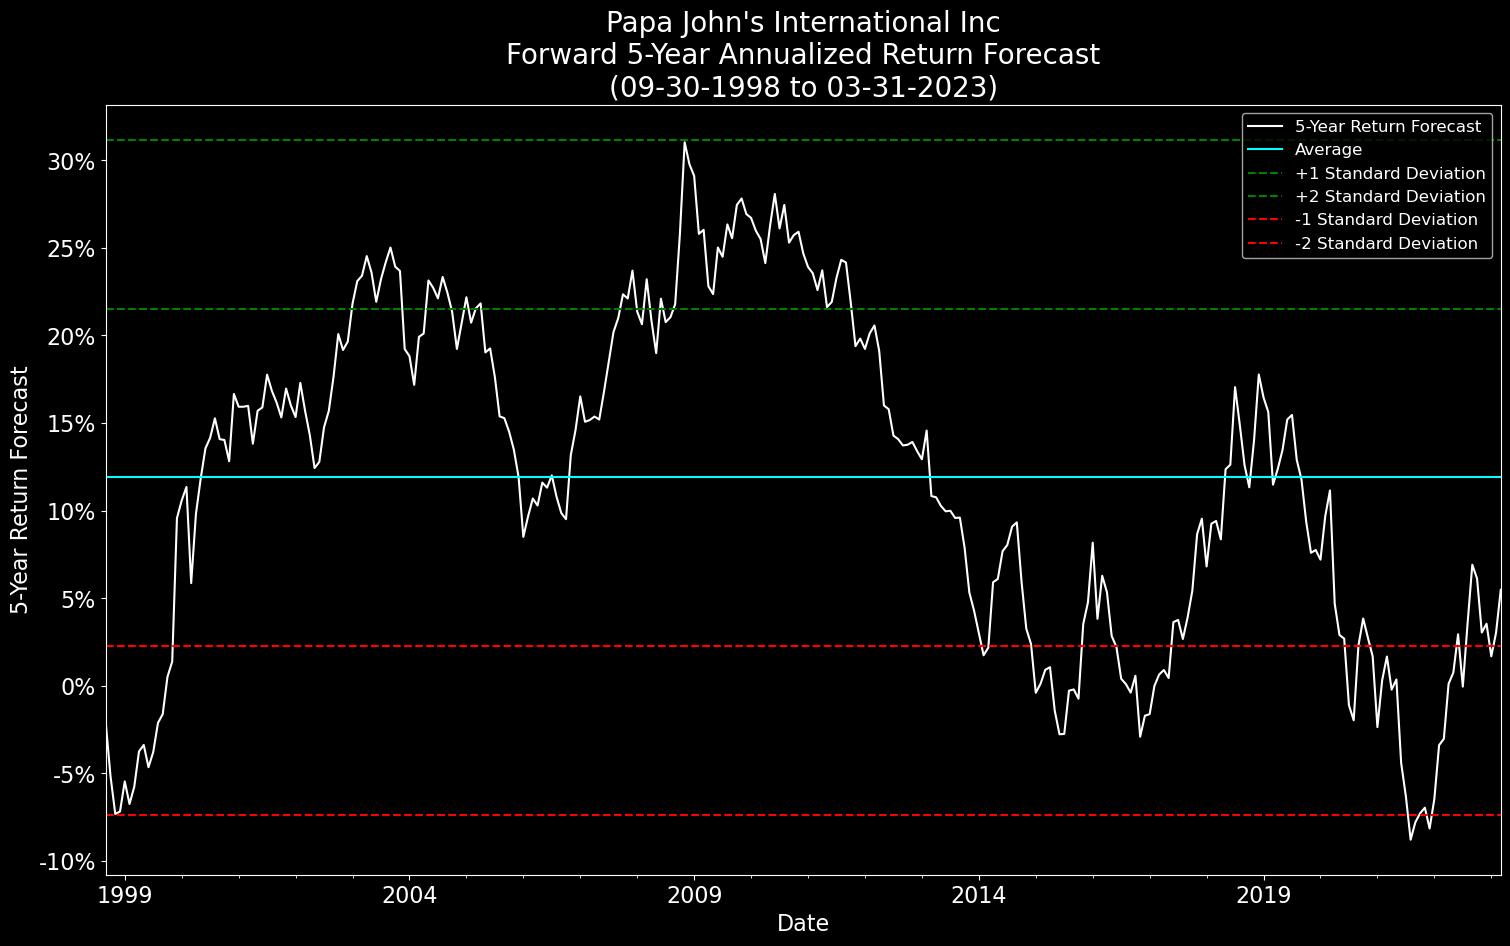 Papa John's International Inc
Forward 5-Year Annualized Return Forecast
(09-30-1998 to 03-31-2023)
5-Year Return Forecast
30%
25%
20%
15%
10%
5%
0%
-5%
-10%
5-Year Return Forecast
Average
+1 Standard Deviation
+2 Standard Deviation
-1 Standard Deviation
-2 Standard Deviation
1999 2004 2009 2014 2019
Date